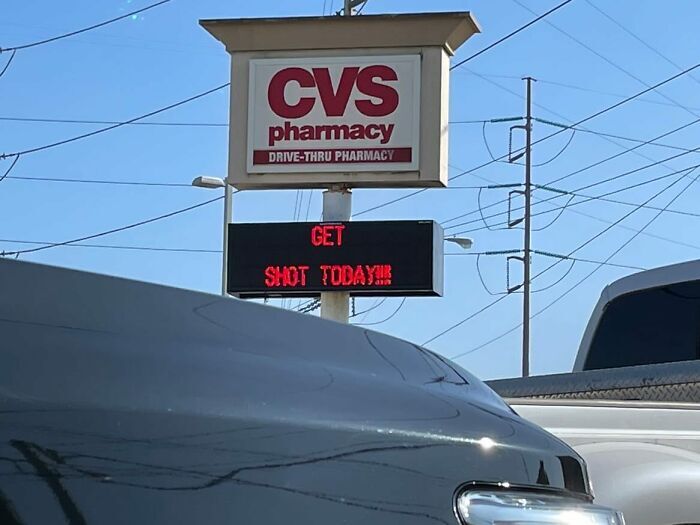 CVS
pharmacy
DRIVE-THRU PHARMACY
GET
SHOT TODAY!!!